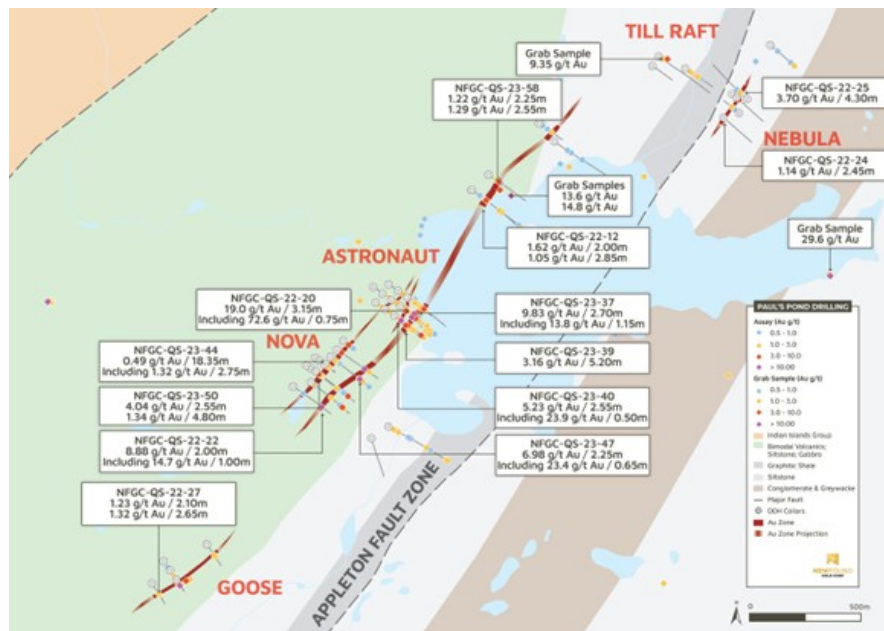 TILL RAFT
Grab Sample
9.35 g/t Au
NFGC-QS-23-58
1.22 g/t Au / 2.25m
1.29 g/t Au / 2.55m
NFGC-QS-22-25
3.70 g/t Au / 4.30m
NEBULA
NFGC-QS-22-24
1.14 g/t Au / 2.45m
Grab Samples
13.6 g/t Au
14.8 g/t Au
NFGC-QS-22-12
1.62 g/t Au / 2.00m
1.05 g/t Au / 2.85m
Grab Sample
29.6 g/t Au
ASTRONAUT
NFGC-QS-22-20
19.0 g/t Au / 3.15m
Including 72.6 g/t Au / 0.75m
NFGC-QS-23-37
9.83 g/t Au / 2.70m
Including 13.8 g/t Au / 1.15m
NOVA
NFGC-QS-23-44
0.49 g/t Au / 18.35m
Including 1.32 g/t Au / 2.75m
NFGC-QS-23-39
3.16 g/t Au / 5.20m
NFGC-QS-23-50
4.04 g/t Au / 2.55m
1.34 g/t Au / 4.80m
NFGC-QS-23-40
5.23 g/t Au / 2.55m
Including 23.9 g/t Au / 0.50m
NFGC-QS-22-22
8.88 g/t Au / 2.00m
Including 14.7 g/t Au / 1.00m
NFGC-QS-23-47
6.98 g/t Au / 2.25m
Including 23.4 g/t Au / 0.65m
NFGC-QS-22-27
1.23 g/t Au / 2.10m
1.32 g/t Au / 2.65m
GOOSE
APPLETON FAULT ZONE
PAUL'S POND DRILLING
Assay (Au g/t)
0.5 - 1.0
1.0 - 3.0
3.0 - 10.0
> 10.00
Grab Sample (Au g/t)
0.5 - 1.0
1.0 - 3.0
3.0 - 10.0
> 10.00
Indian Islands Group
Bimodal Volcanics;
Siltstone; Gabbro
Graphitic Shale
Siltstone
Conglomerate & Greywacke
Major Fault
DDH Collars
Au Zone
Au Zone Projection
NEWFOUND
N
0
500m